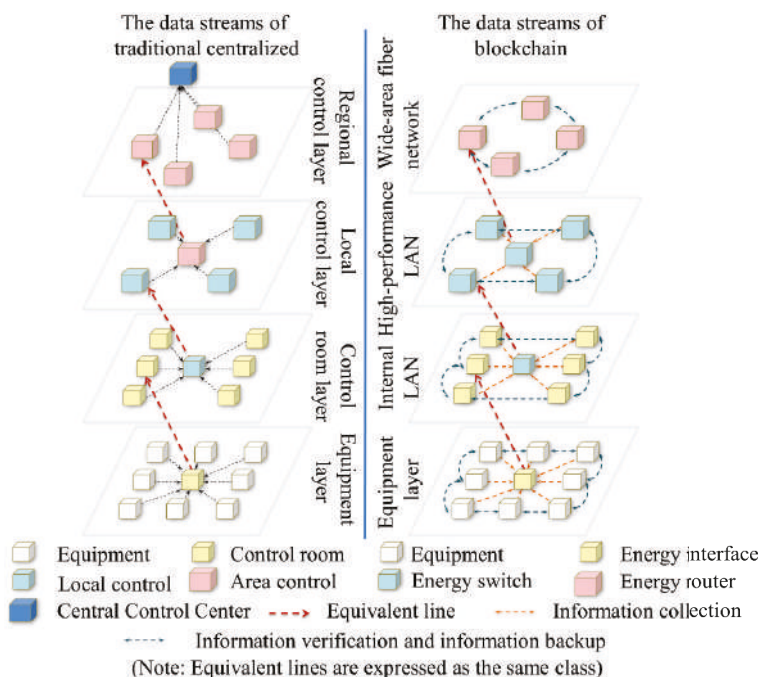 The data streams of
traditional centralized
The data streams of
blockchain
Regional
control layer
Wide-area fiber
network
Local
control layer
High-performance
LAN
Control
room layer
Internal
LAN
Equipment
layer
Equipment
layer
Equipment
Control room
Equipment
Energy interface
Local control
Area control
Energy switch
Energy router
Central Control Center
Equivalent line
Information collection
Information verification and information backup
(Note: Equivalent lines are expressed as the same class)